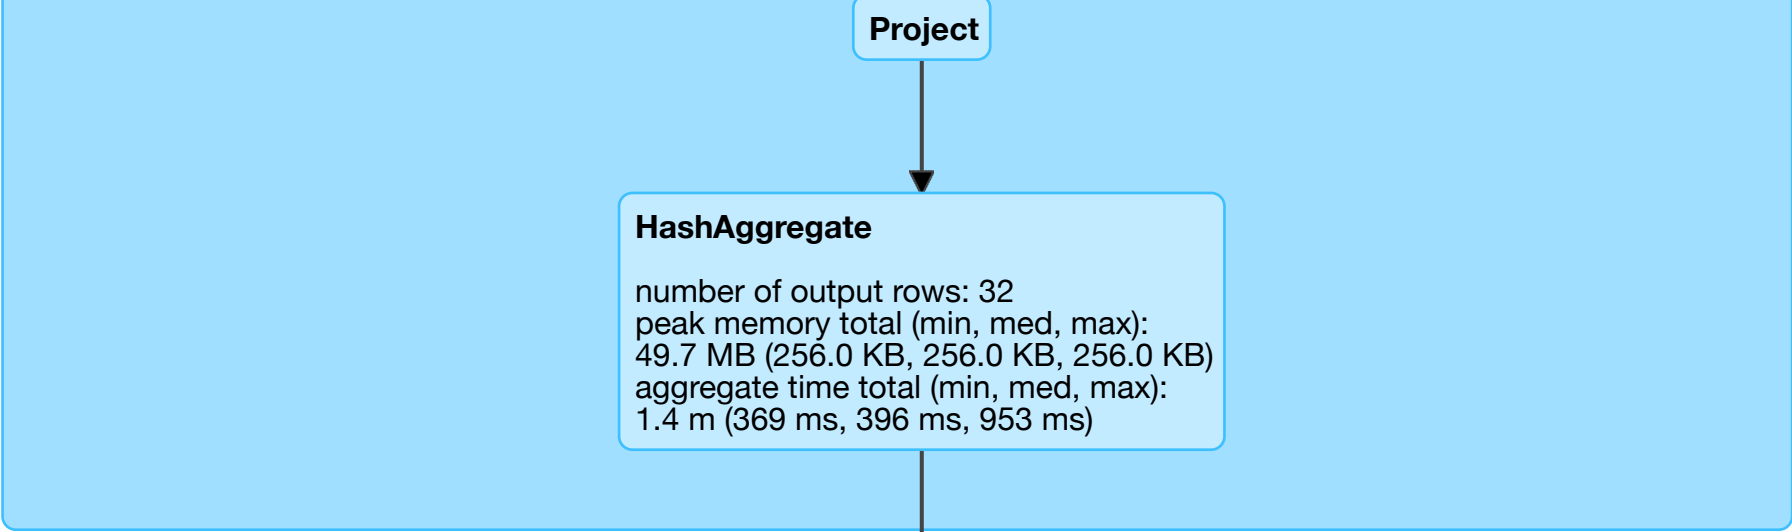 Project
HashAggregate
number of output rows: 32
peak memory total (min, med, max):
49.7 MB (256.0 KB, 256.0 KB, 256.0 KB)
aggregate time total (min, med, max):
1.4 m (369 ms, 396 ms, 953 ms)